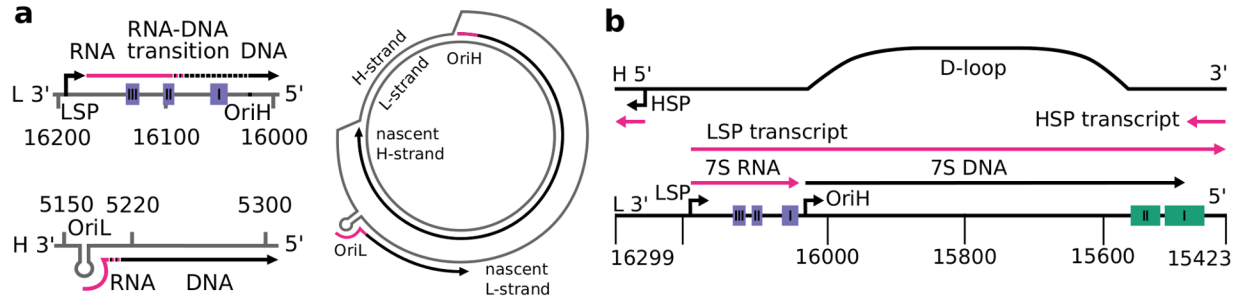 a
RNA-DNA
RNA transition DNA
L 3' III II I 5'
LSP OriH
16200 16100 16000
5150 5220 5300
OriL
H 3' 5'
RNA DNA
H-strand
L-strand
OriH
nascent
H-strand
OriL
nascent
L-strand
b
H 5' D-loop 3'
HSP
LSP transcript HSP transcript
7S RNA 7S DNA
L 3' LSP III II I OriH II I 5'
16299 16000 15800 15600 15423